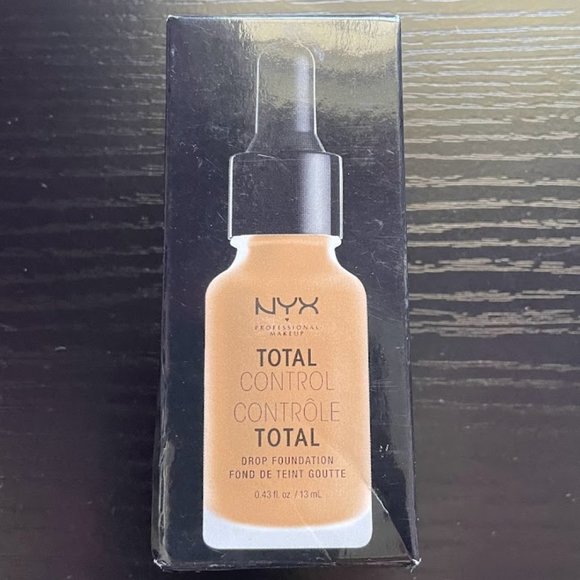 NYX
PROFESSIONAL
MAKEUP
TOTAL
CONTROL
CONTRÔLE
TOTAL
DROP FOUNDATION
FOND DE TEINT GOUTTE
0.43 fl. oz / 13 mL